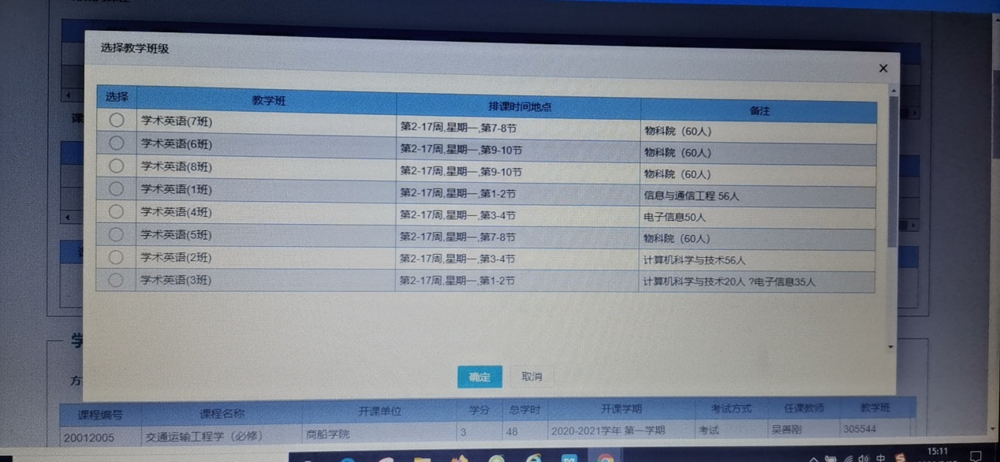 选择教学班级
×
选择 教学班 排课时间地点 备注
学术英语(7班) 第2-17周,星期一,第7-8节 物科院（60人）
学术英语(6班) 第2-17周,星期一,第9-10节 物科院（60人）
学术英语(8班) 第2-17周,星期一,第9-10节 物科院（60人）
学术英语(1班) 第2-17周,星期一,第1-2节 信息与通信工程 56人
学术英语(4班) 第2-17周,星期一,第3-4节 电子信息50人
学术英语(5班) 第2-17周,星期一,第7-8节 物科院（60人）
学术英语(2班) 第2-17周,星期一,第3-4节 计算机科学与技术56人
学术英语(3班) 第2-17周,星期一,第1-2节 计算机科学与技术20人 ?电子信息35人
确定 取消
课
学
方
课程编号 课程名称 开课单位 学分 总学时 开课学期 考试方式 任课教师 教学班
20012005 交通运输工程学（必修） 商船学院 3 48 2020-2021学年 第一学期 考试 吴善刚 305544
中 15:11